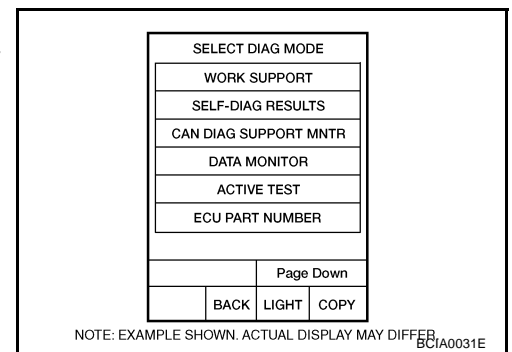 SELECT DIAG MODE
WORK SUPPORT
SELF-DIAG RESULTS
CAN DIAG SUPPORT MNTR
DATA MONITOR
ACTIVE TEST
ECU PART NUMBER
Page Down
BACK LIGHT COPY
NOTE: EXAMPLE SHOWN. ACTUAL DISPLAY MAY DIFFER.
BCIA0031E